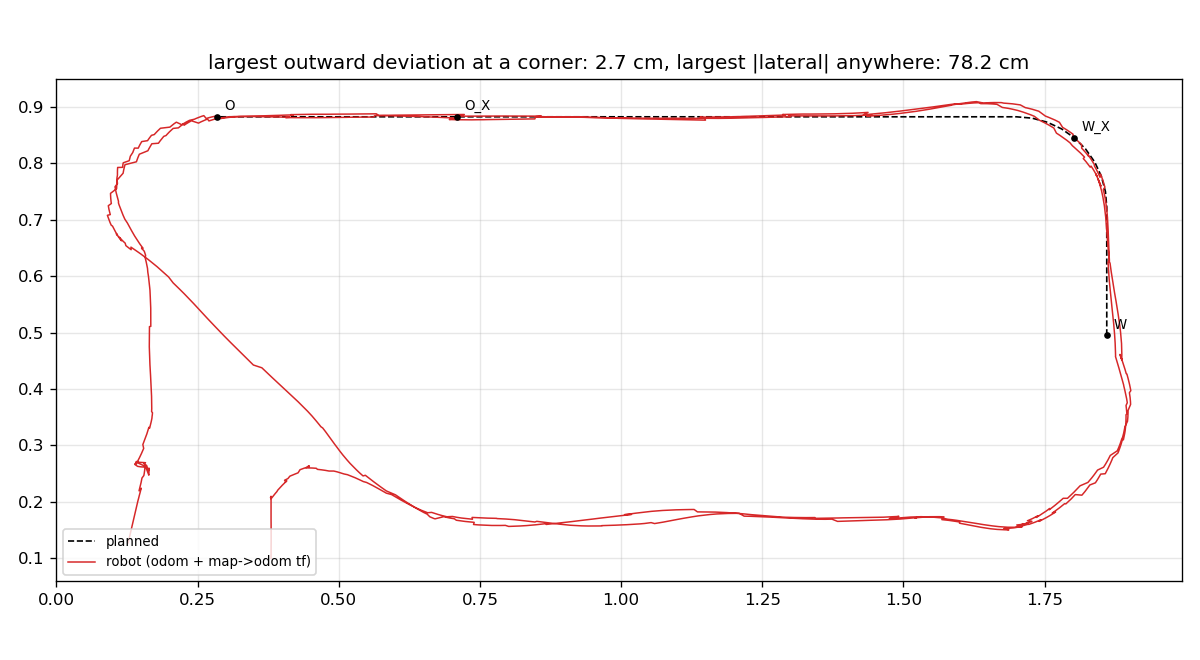 largest outward deviation at a corner: 2.7 cm, largest |lateral| anywhere: 78.2 cm
0.9
O
O_X
W_X
0.8
0.7
0.6
0.5
W
0.4
0.3
0.2
0.1
planned
robot (odom + map->odom tf)
0.00
0.25
0.50
0.75
1.00
1.25
1.50
1.75